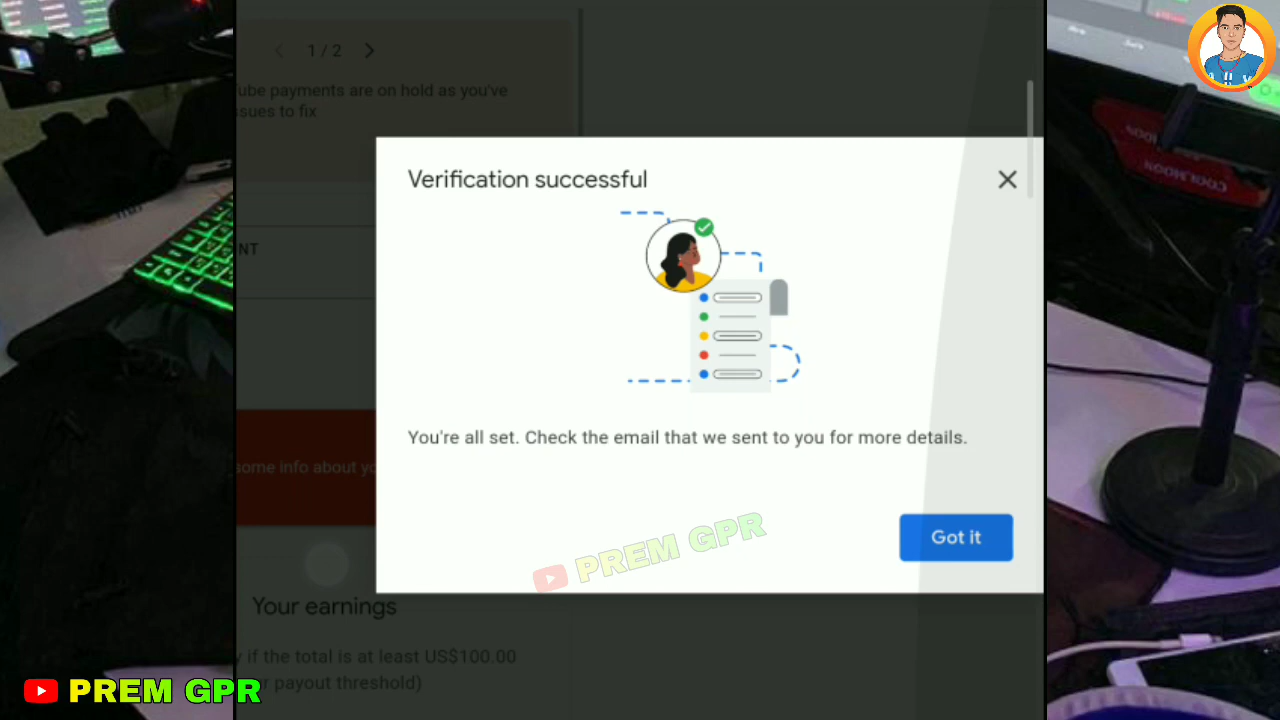 1 / 2
ube payments are on hold as you've
sues to fix
Verification successful
NT
You're all set. Check the email that we sent to you for more details.
some info about yo
Got it
PREM GPR
Your earnings
y if the total is at least US$100.00
r payout threshold)
PREM GPR
COOLMOON